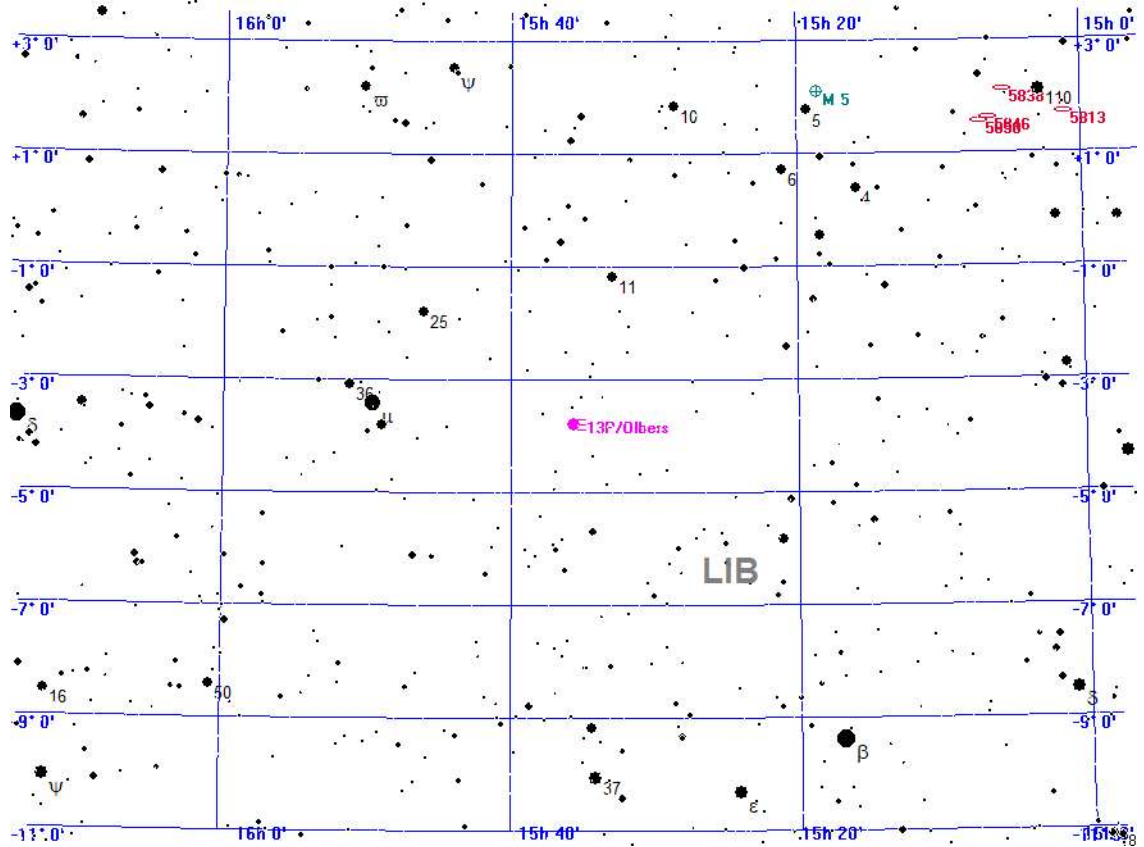 16h 0' 15h 40' 15h 20' 15h 0'
+3° 0' +3° 0'
ϖ ψ 10 M 5 5 5838 110 5813
5846
+1° 0' +1° 0'
6 4
-1° 0' -1° 0'
11
25
-3° 0' -3° 0'
36
μ
δ 13P/Olbers
-5° 0' -5° 0'
LIB
-7° 0' -7° 0'
16 50 δ
-9° 0' -9° 0'
β
ψ 37 ε
-11° 0' 16h 0' 15h 40' 15h 20'